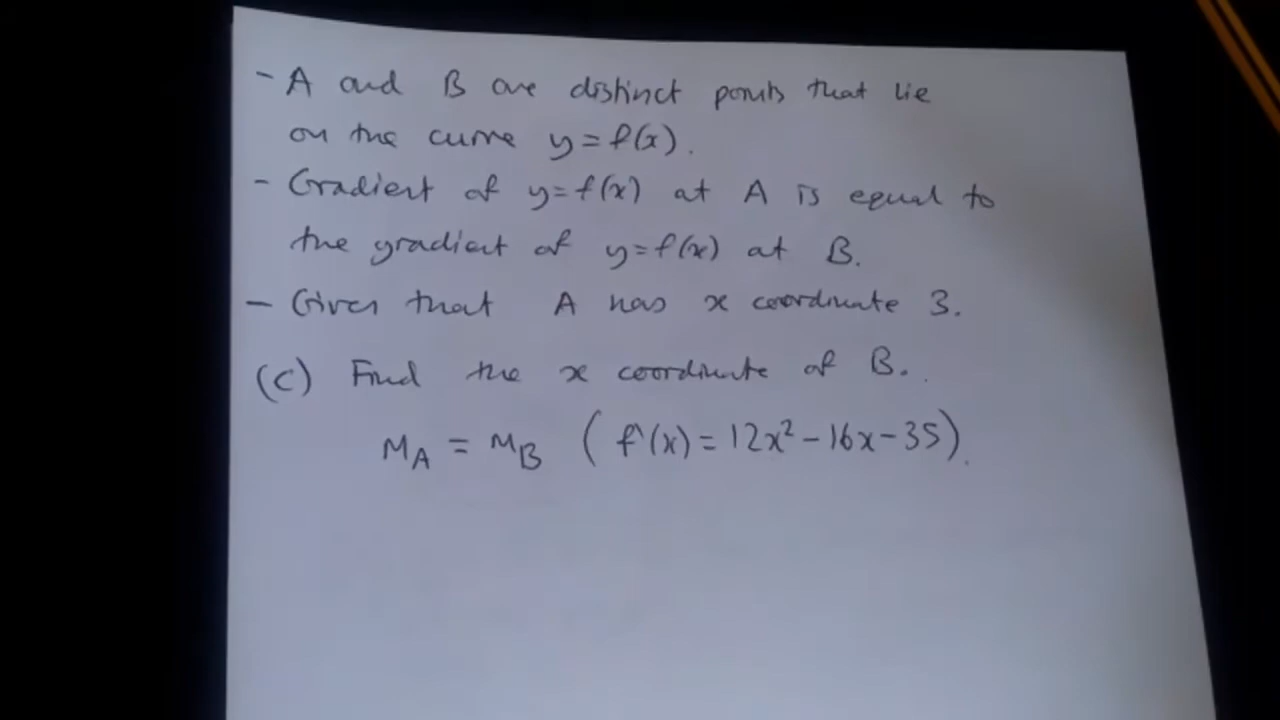 - A and B are distinct points that lie
on the curve y=f(x).
- Gradient of y=f(x) at A is equal to
the gradient of y=f(x) at B.
- Given that A has x coordinate 3.
(c) Find the x coordinate of B.
M_A = M_B ( f'(x) = 12x² - 16x - 35 ).